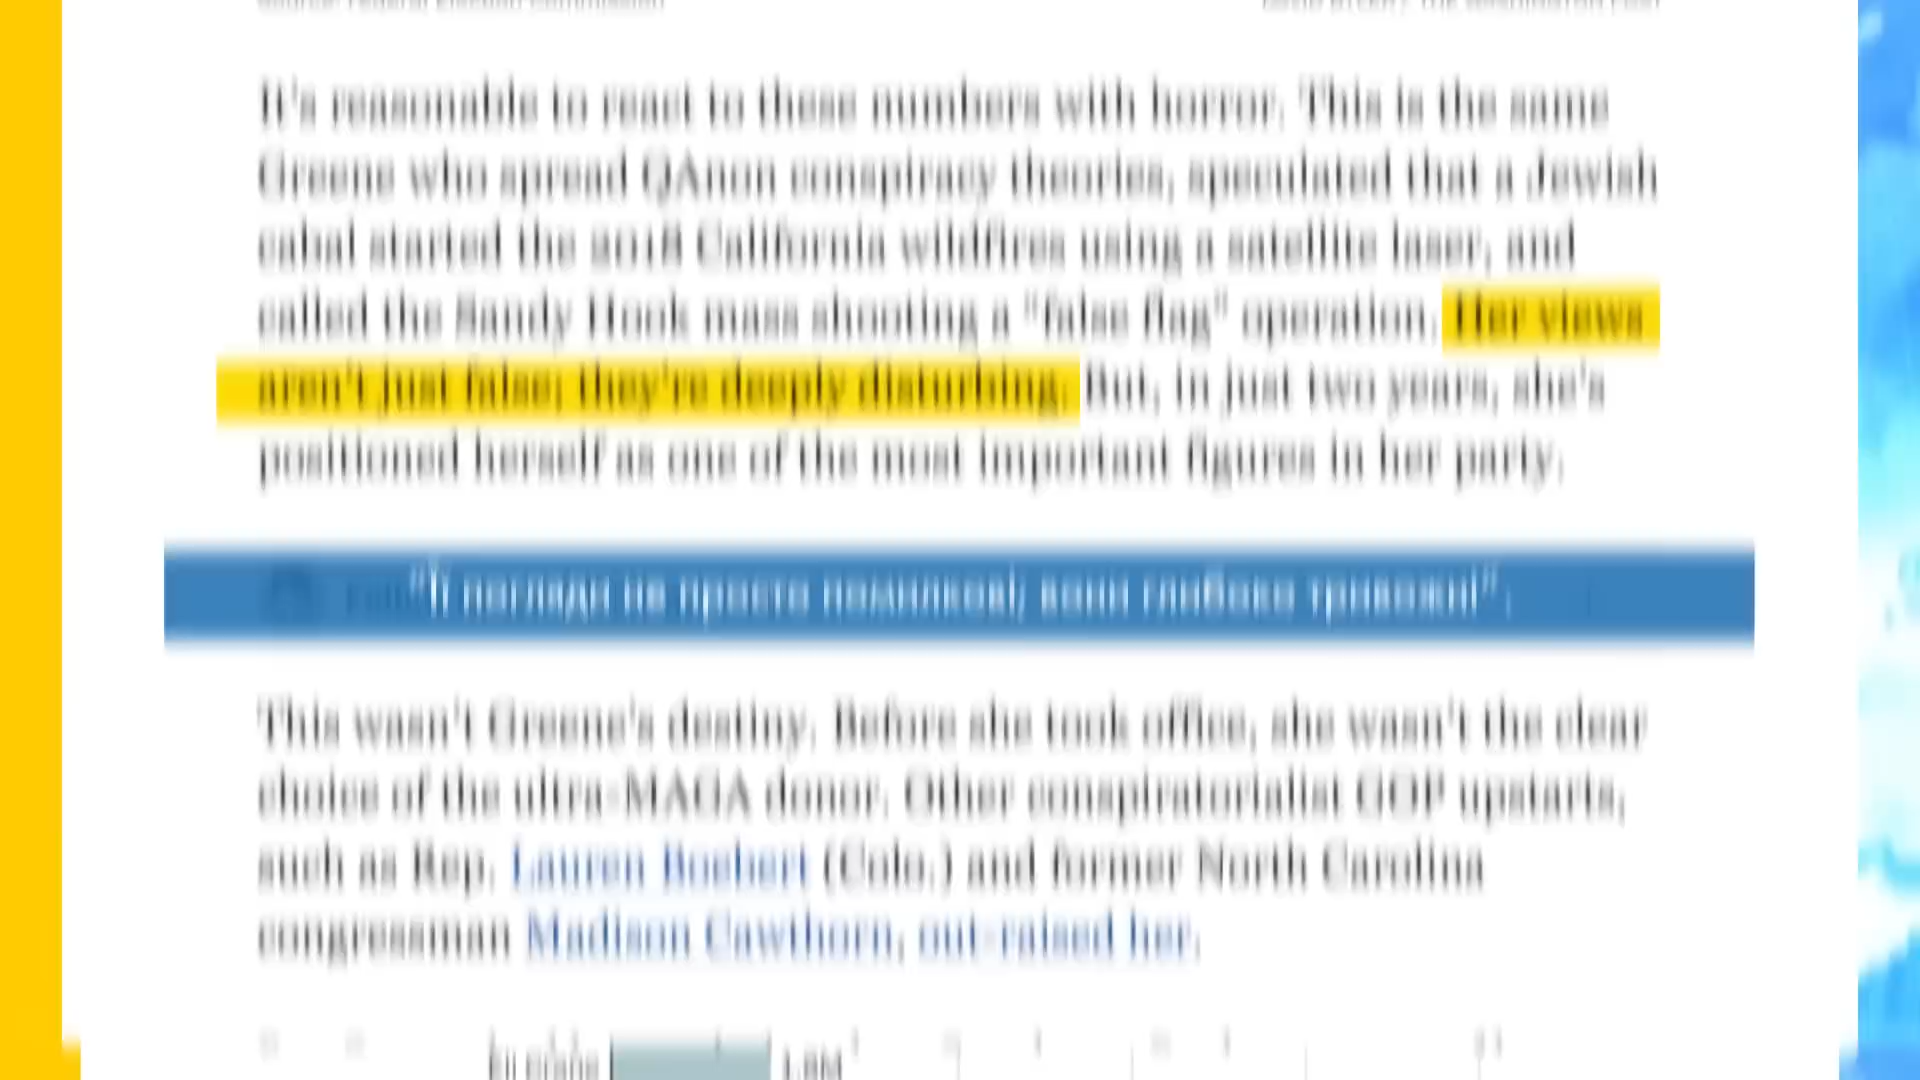 Source: Federal Election Commission
It's reasonable to react to these numbers with horror. This is the same
Greene who spread QAnon conspiracy theories, speculated that a Jewish
cabal started the 2018 California wildfires using a satellite laser, and
called the Sandy Hook mass shooting a "false flag" operation. Her views
aren't just false; they're deeply disturbing. But, in just two years, she's
positioned herself as one of the most important figures in her party.
"Її погляди не просто помилкові; вони глибоко тривожні".
This wasn't Greene's destiny. Before she took office, she wasn't the clear
choice of the ultra-MAGA donor. Other conspiratorialist GOP upstarts,
such as Rep. Lauren Boebert (Colo.) and former North Carolina
congressman Madison Cawthorn, out-raised her.
Eli Crane